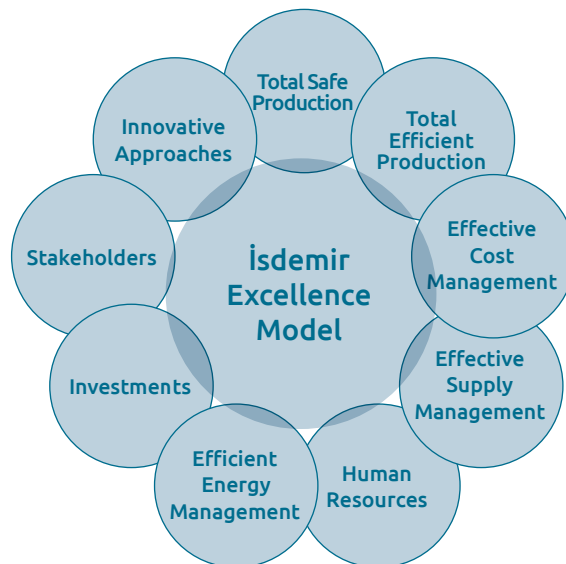 Total Safe
Production
Total
Efficient
Production
Effective
Cost
Management
Effective
Supply
Management
Human
Resources
Efficient
Energy
Management
Investments
Stakeholders
Innovative
Approaches
İsdemir
Excellence
Model